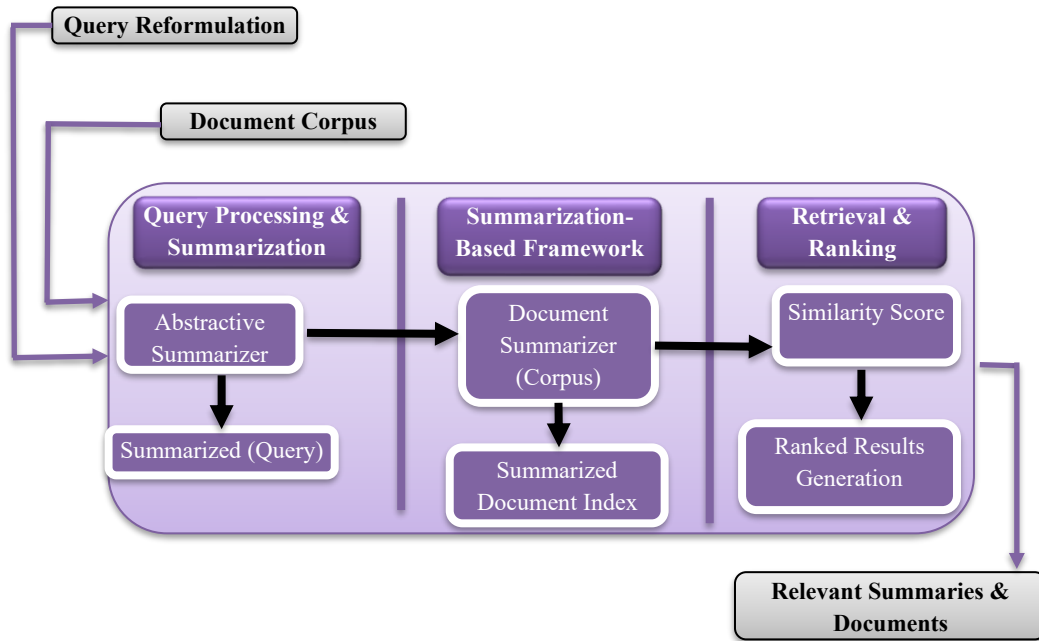 Query Reformulation
Document Corpus
Query Processing &
Summarization
Abstractive
Summarizer
Summarized (Query)
Summarization-
Based Framework
Document
Summarizer
(Corpus)
Summarized
Document Index
Retrieval &
Ranking
Similarity Score
Ranked Results
Generation
Relevant Summaries &
Documents